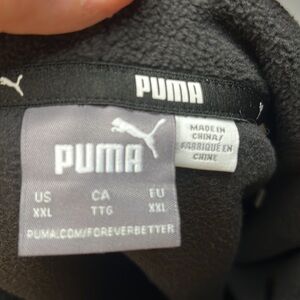 PUMA
PUMA
MADE IN
CHINA/
FABRIQUÉ EN
CHINE
US CA EU
XXL TTG XXL
PUMA.COM/FOREVERBETTER